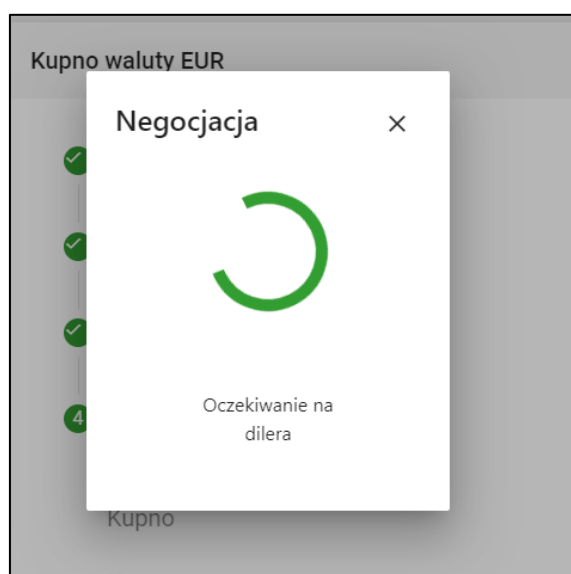 Kupno waluty EUR
Negocjacja
4
Oczekiwanie na
dilera
Kupno